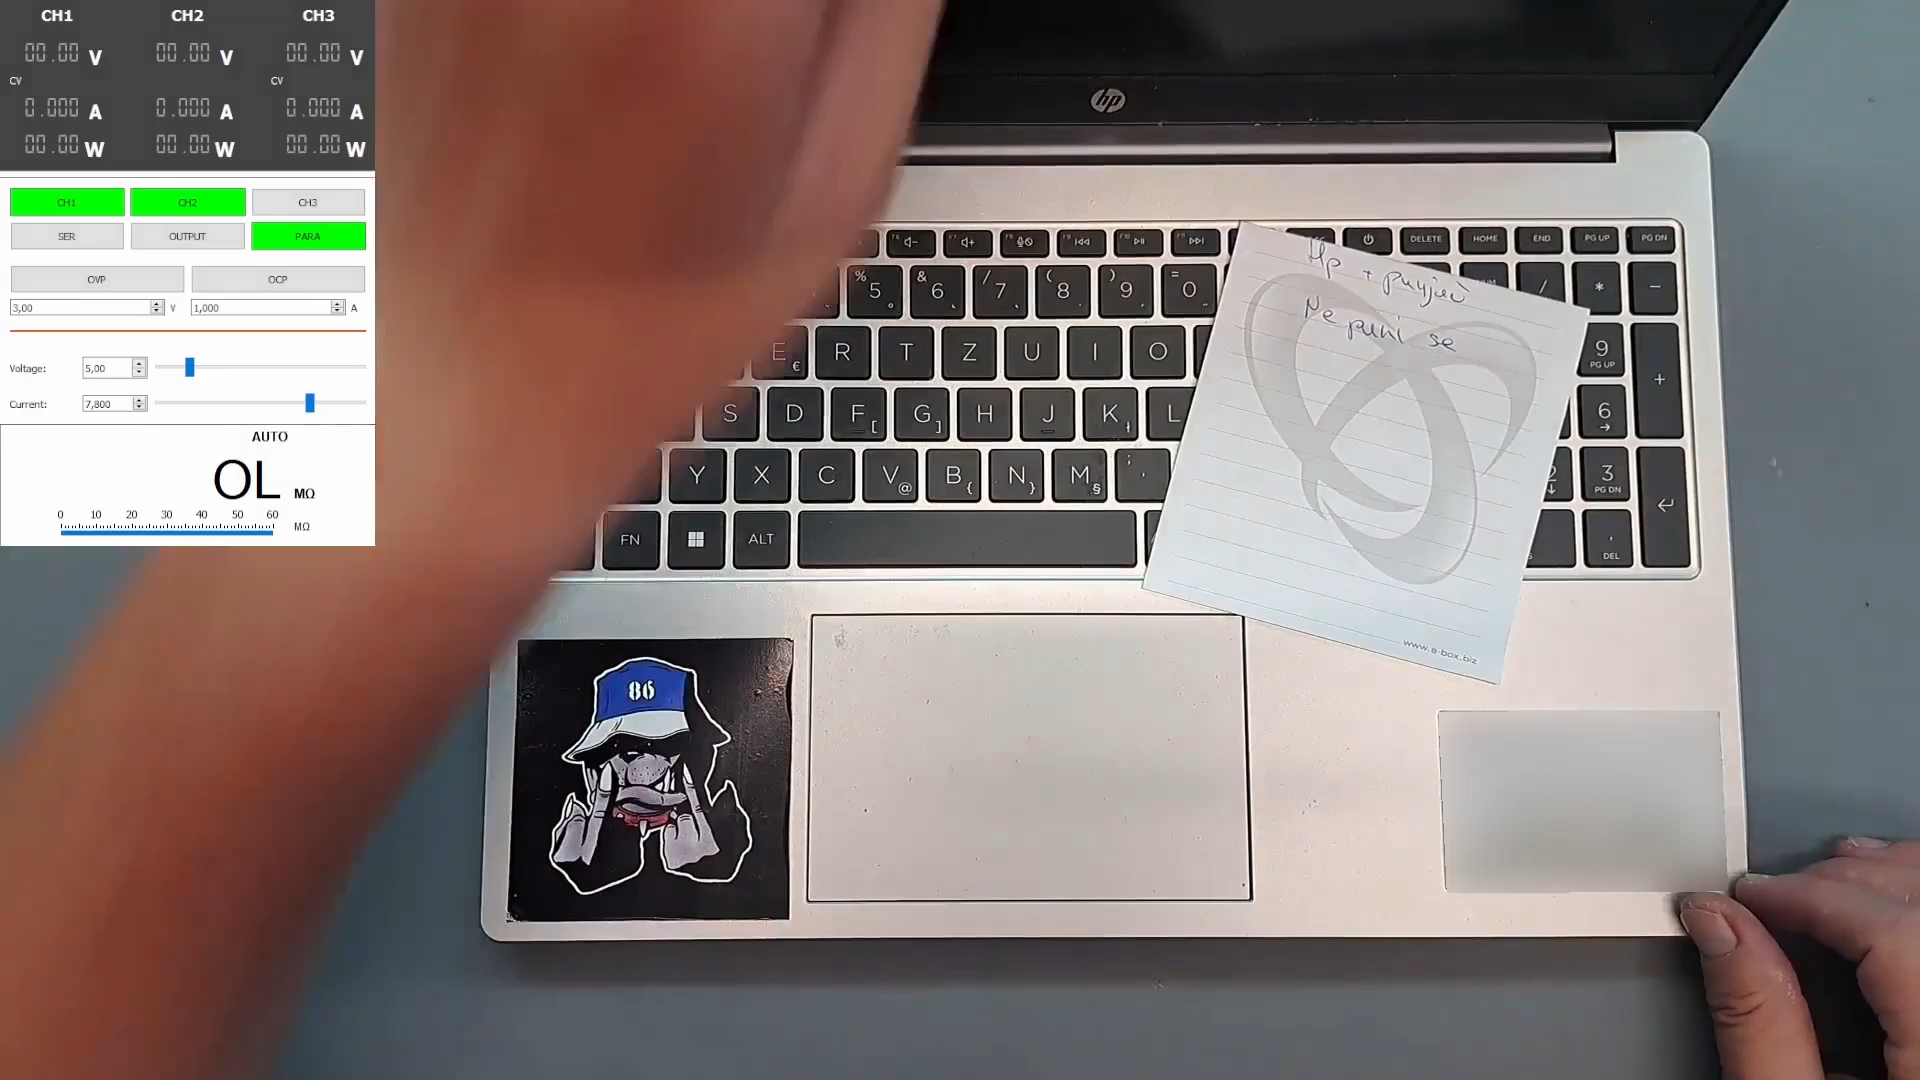 CH1 CH2 CH3
00.00 V 00.00 V 00.00 V
CV CV
0.000 A 0.000 A 0.000 A
00.00 W 00.00 W 00.00 W
CH1 CH2 CH3
SER OUTPUT PARA
OVP OCP
3,00 V 1,000 A
Voltage: 5,00
Current: 7,800
AUTO
OL MΩ
0 10 20 30 40 50 60 MΩ
hp
DELETE HOME END PG UP PG DN
% 5 & 6 / 7 ( 8 ) 9 = 0 / * -
E € R T Z U I O 9 PG UP +
S D F [ G ] H J K ł L 6
Y X C V @ B { N } M § ; , 2 3 PG DN
FN ALT , DEL
Hp + punjač
Ne puni se
www.s-box.biz
86